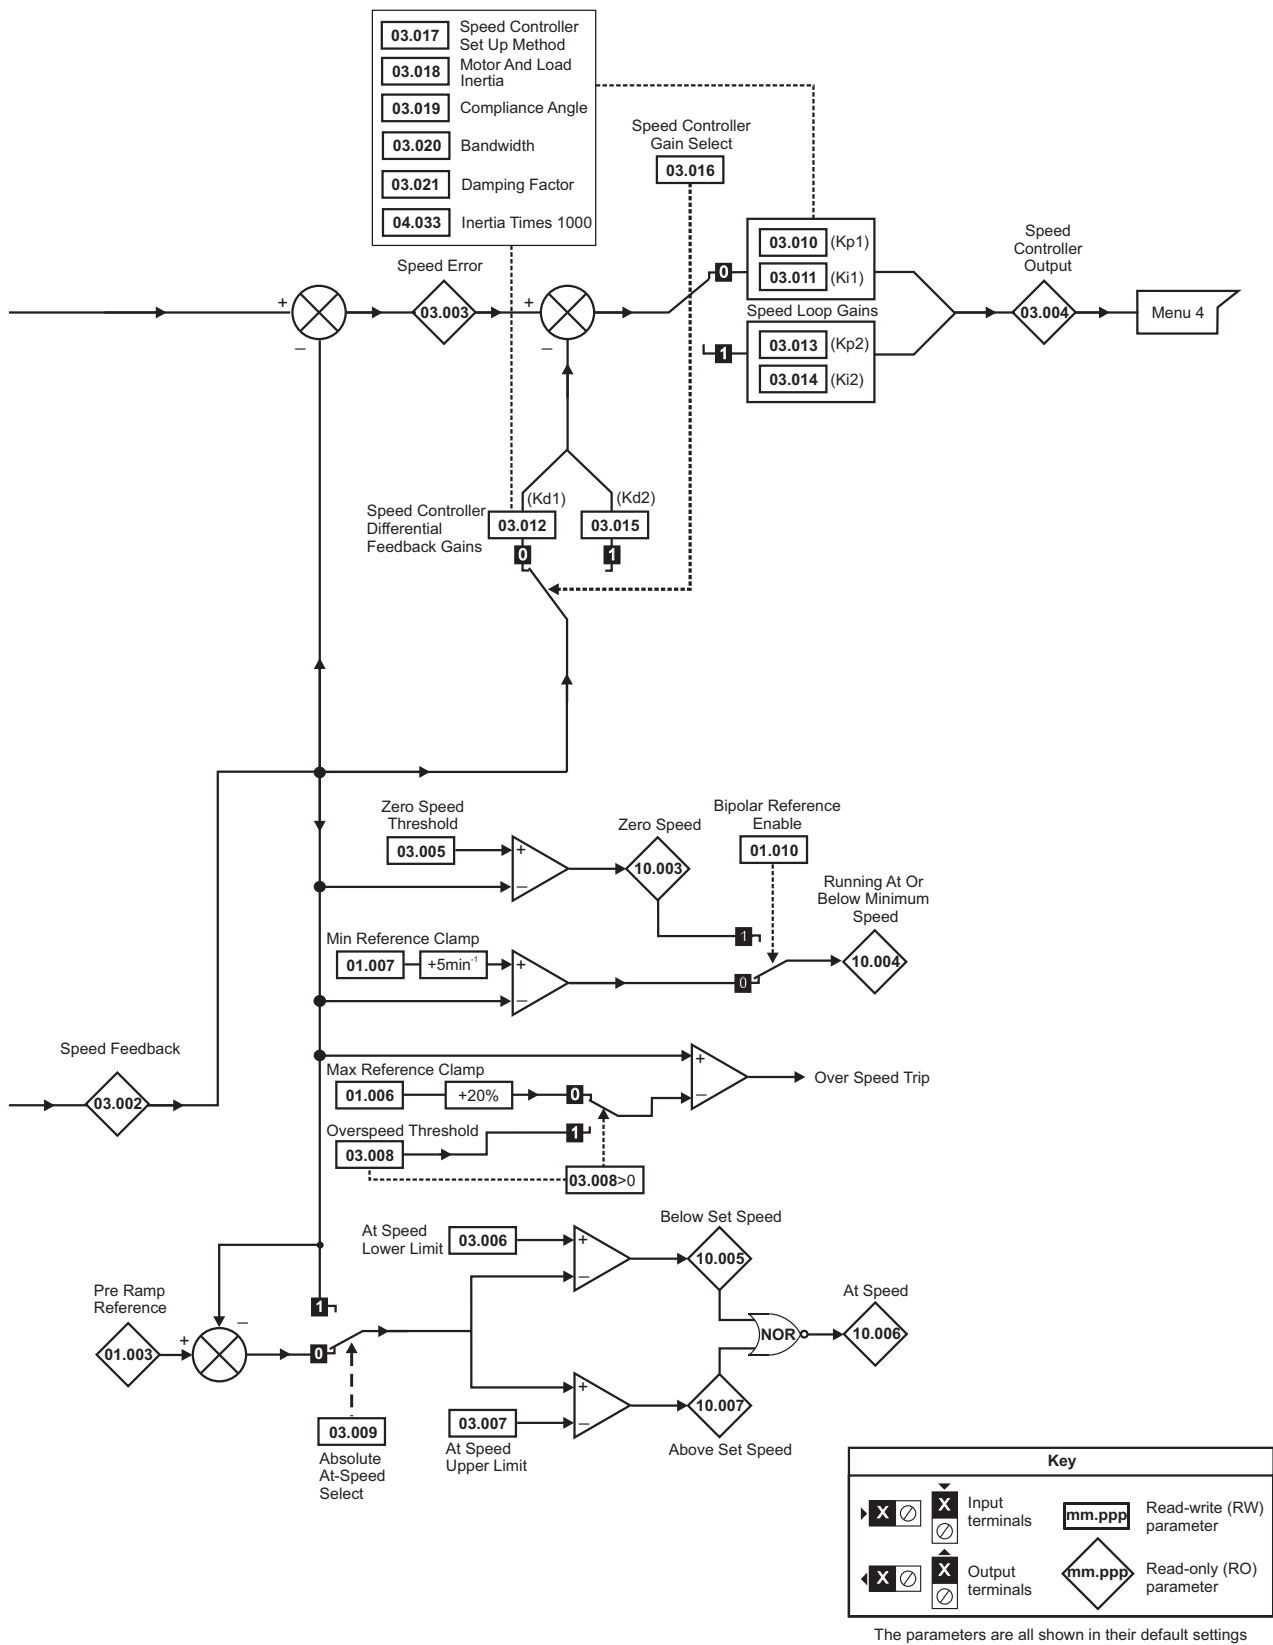 03.017 Speed Controller
Set Up Method
03.018 Motor And Load
Inertia
03.019 Compliance Angle
03.020 Bandwidth
03.021 Damping Factor
04.033 Inertia Times 1000
Speed Controller
Gain Select
03.016
Speed Error
+
03.003
–
+
–
0
03.010 (Kp1)
03.011 (Ki1)
Speed Loop Gains
1
03.013 (Kp2)
03.014 (Ki2)
Speed
Controller
Output
03.004
Menu 4
(Kd1)
(Kd2)
Speed Controller
Differential
Feedback Gains
03.012
03.015
0
1
Zero Speed
Threshold
03.005
+
–
Zero Speed
10.003
Bipolar Reference
Enable
01.010
1
0
Running At Or
Below Minimum
Speed
10.004
Min Reference Clamp
01.007
+5min-1
+
–
Speed Feedback
03.002
Max Reference Clamp
01.006
+20%
0
+
–
Over Speed Trip
Overspeed Threshold
03.008
1
03.008>0
At Speed
Lower Limit
03.006
+
–
Below Set Speed
10.005
Pre Ramp
Reference
01.003
+
–
1
0
NOR
At Speed
10.006
03.009
Absolute
At-Speed
Select
03.007
At Speed
Upper Limit
+
–
10.007
Above Set Speed
Key
X
X
Input
terminals
mm.ppp
Read-write (RW)
parameter
X
X
Output
terminals
mm.ppp
Read-only (RO)
parameter
The parameters are all shown in their default settings